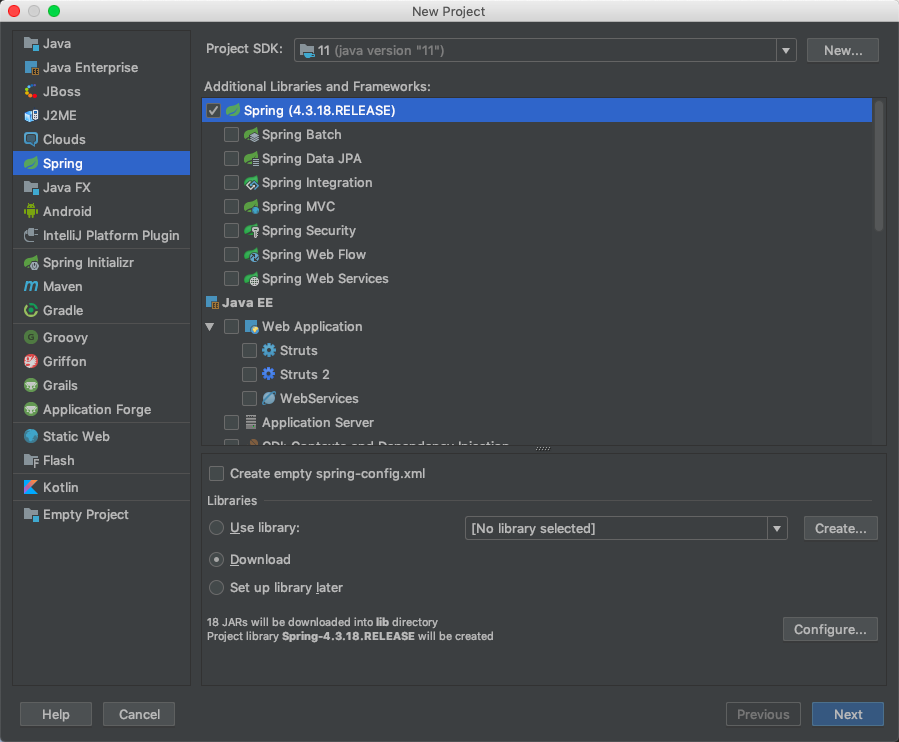 New Project
Java
Java Enterprise
JBoss
J2ME
Clouds
Spring
Java FX
Android
IntelliJ Platform Plugin
Spring Initializr
Maven
Gradle
Groovy
Griffon
Grails
Application Forge
Static Web
Flash
Kotlin
Empty Project
Project SDK: 11 (java version "11") New...
Additional Libraries and Frameworks:
Spring (4.3.18.RELEASE)
Spring Batch
Spring Data JPA
Spring Integration
Spring MVC
Spring Security
Spring Web Flow
Spring Web Services
Java EE
Web Application
Struts
Struts 2
WebServices
Application Server
CDI: Contexts and Dependency Injection
Create empty spring-config.xml
Libraries
Use library: [No library selected] Create...
Download
Set up library later
18 JARs will be downloaded into lib directory
Project library Spring-4.3.18.RELEASE will be created
Configure...
Help Cancel Previous Next